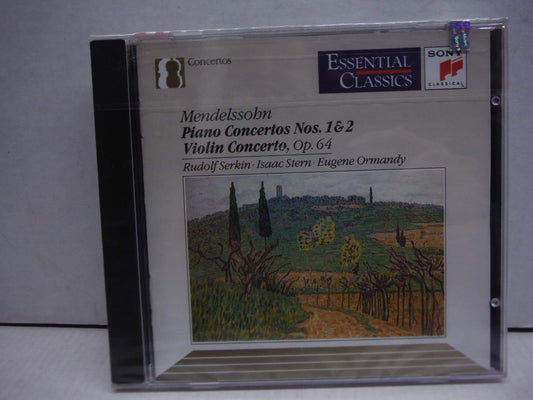 Concertos
ESSENTIAL
CLASSICS
SONY
CLASSICAL
Mendelssohn
Piano Concertos Nos. 1&2
Violin Concerto, Op. 64
Rudolf Serkin · Isaac Stern · Eugene Ormandy